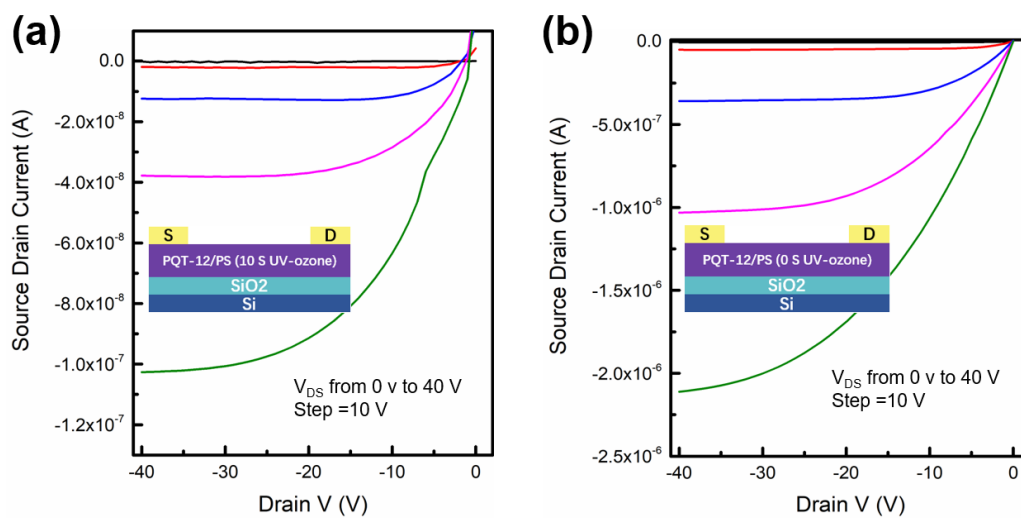 (a)
Source Drain Current (A)
0.0
-2.0x10⁻⁸
-4.0x10⁻⁸
-6.0x10⁻⁸
-8.0x10⁻⁸
-1.0x10⁻⁷
-1.2x10⁻⁷
S D
PQT-12/PS (10 S UV-ozone)
SiO2
Si
V_DS from 0 v to 40 V
Step =10 V
-40 -30 -20 -10 0
Drain V (V)
(b)
Source Drain Current (A)
0.0
-5.0x10⁻⁷
-1.0x10⁻⁶
-1.5x10⁻⁶
-2.0x10⁻⁶
-2.5x10⁻⁶
S D
PQT-12/PS (0 S UV-ozone)
SiO2
Si
V_DS from 0 v to 40 V
Step =10 V
-40 -30 -20 -10 0
Drain V (V)